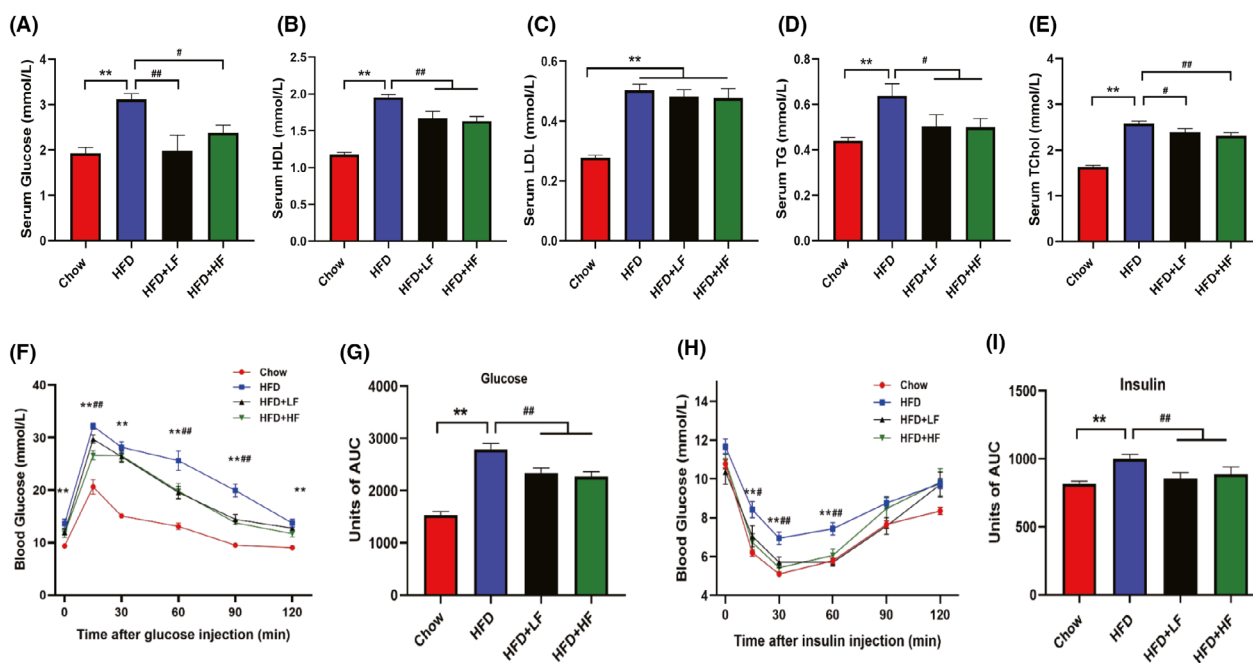 (A)
Serum Glucose (mmol/L)
4
3
2
1
0
**
##
#
Chow
HFD
HFD+LF
HFD+HF
(B)
Serum HDL (mmol/L)
2.5
2.0
1.5
1.0
0.5
0.0
**
##
Chow
HFD
HFD+LF
HFD+HF
(C)
Serum LDL (mmol/L)
0.6
0.4
0.2
0.0
**
Chow
HFD
HFD+LF
HFD+HF
(D)
Serum TG (mmol/L)
0.8
0.6
0.4
0.2
0.0
**
#
Chow
HFD
HFD+LF
HFD+HF
(E)
Serum TChol (mmol/L)
4
3
2
1
0
**
#
##
Chow
HFD
HFD+LF
HFD+HF
(F)
Blood Glucose (mmol/L)
40
30
20
10
0
Chow
HFD
HFD+LF
HFD+HF
**
**##
**
**##
**##
**
0
30
60
90
120
Time after glucose injection (min)
(G)
Glucose
Units of AUC
4000
3000
2000
1000
0
**
##
Chow
HFD
HFD+LF
HFD+HF
(H)
Blood Glucose (mmol/L)
14
12
10
8
6
4
Chow
HFD
HFD+LF
HFD+HF
**#
**##
**##
0
30
60
90
120
Time after insulin injection (min)
(I)
Insulin
Units of AUC
1500
1000
500
0
**
##
Chow
HFD
HFD+LF
HFD+HF